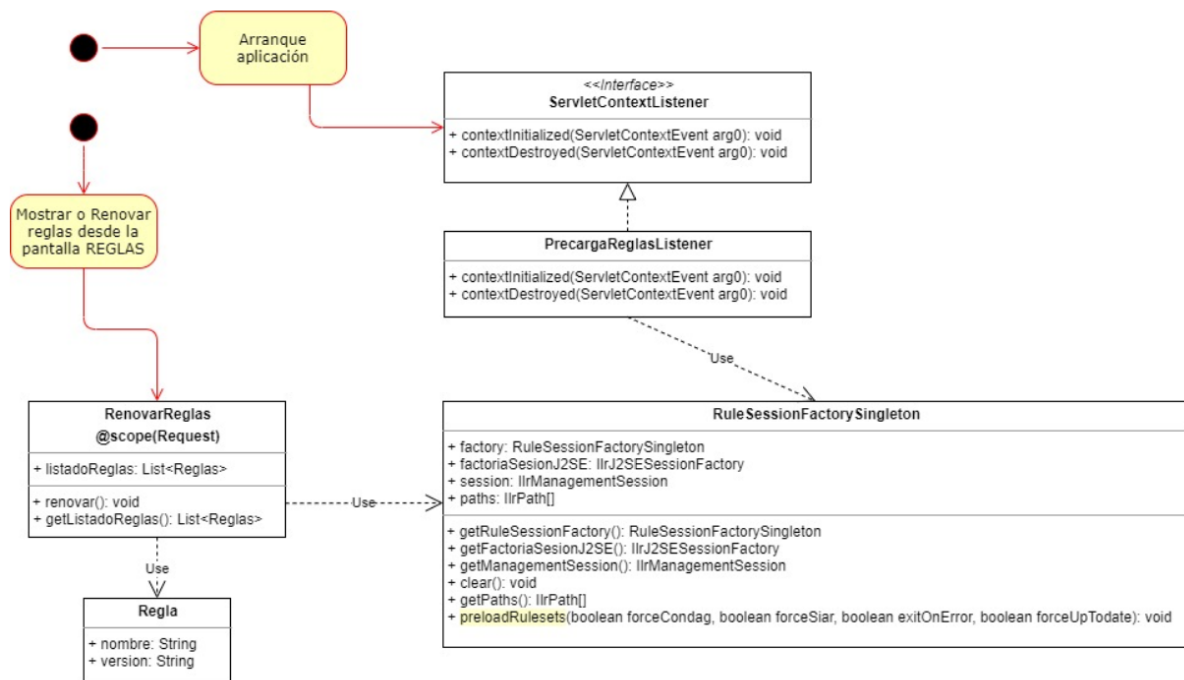 Arranque
aplicación
<<Interface>>
ServletContextListener
+ contextInitialized(ServletContextEvent arg0): void
+ contextDestroyed(ServletContextEvent arg0): void
Mostrar o Renovar
reglas desde la
pantalla REGLAS
PrecargaReglasListener
+ contextInitialized(ServletContextEvent arg0): void
+ contextDestroyed(ServletContextEvent arg0): void
Use
RenovarReglas
@scope(Request)
+ listadoReglas: List<Reglas>
+ renovar(): void
+ getListadoReglas(): List<Reglas>
Use
RuleSessionFactorySingleton
+ factory: RuleSessionFactorySingleton
+ factoriaSesionJ2SE: IlrJ2SESessionFactory
+ session: IlrManagementSession
+ paths: IlrPath[]
+ getRuleSessionFactory(): RuleSessionFactorySingleton
+ getFactoriaSesionJ2SE(): IlrJ2SESessionFactory
+ getManagementSession(): IlrManagementSession
+ clear(): void
+ getPaths(): IlrPath[]
+ preloadRulesets(boolean forceCondag, boolean forceSiar, boolean exitOnError, boolean forceUpTodate): void
Use
Regla
+ nombre: String
+ version: String